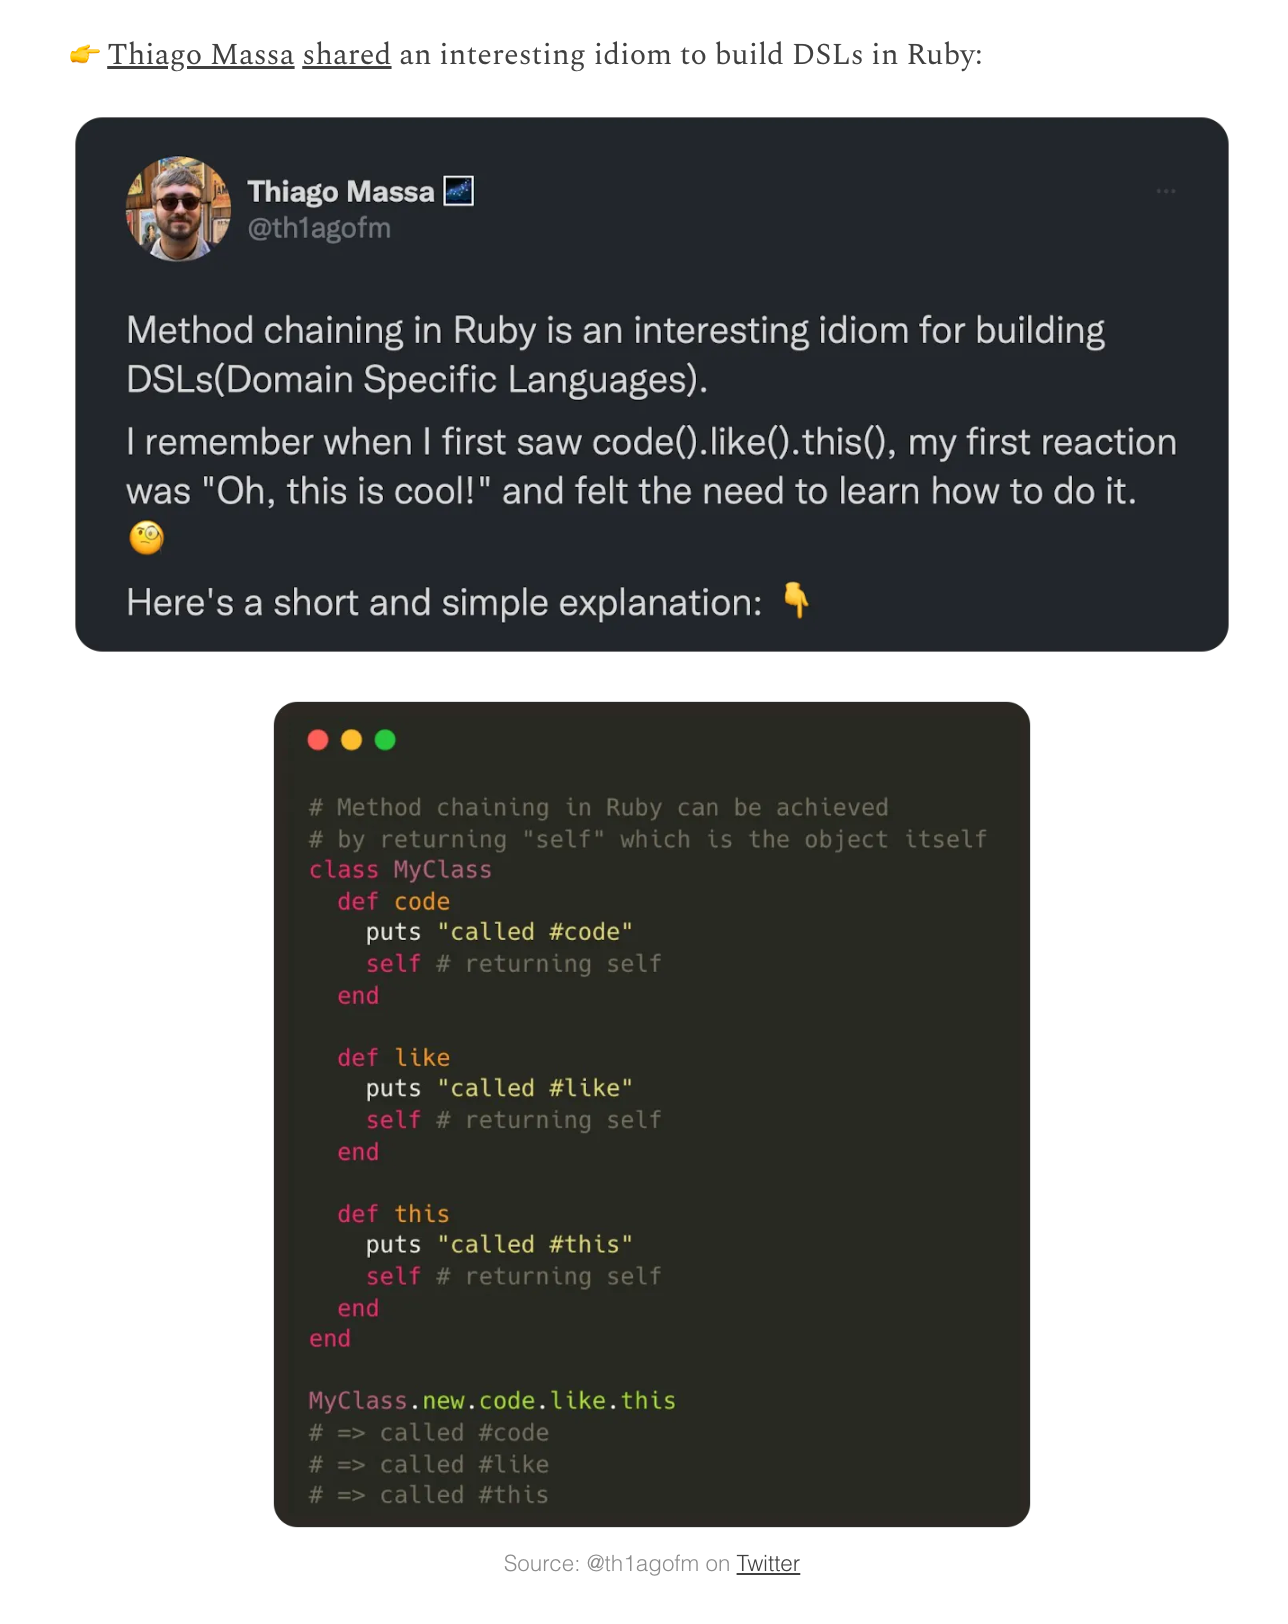 👉 Thiago Massa shared an interesting idiom to build DSLs in Ruby:
Thiago Massa
@th1agofm
Method chaining in Ruby is an interesting idiom for building
DSLs(Domain Specific Languages).
I remember when I first saw code().like().this(), my first reaction
was "Oh, this is cool!" and felt the need to learn how to do it.
🧐
Here's a short and simple explanation: 👇
# Method chaining in Ruby can be achieved
# by returning "self" which is the object itself
class MyClass
  def code
    puts "called #code"
    self # returning self
  end
  def like
    puts "called #like"
    self # returning self
  end
  def this
    puts "called #this"
    self # returning self
  end
end
MyClass.new.code.like.this
# => called #code
# => called #like
# => called #this
Source: @th1agofm on Twitter